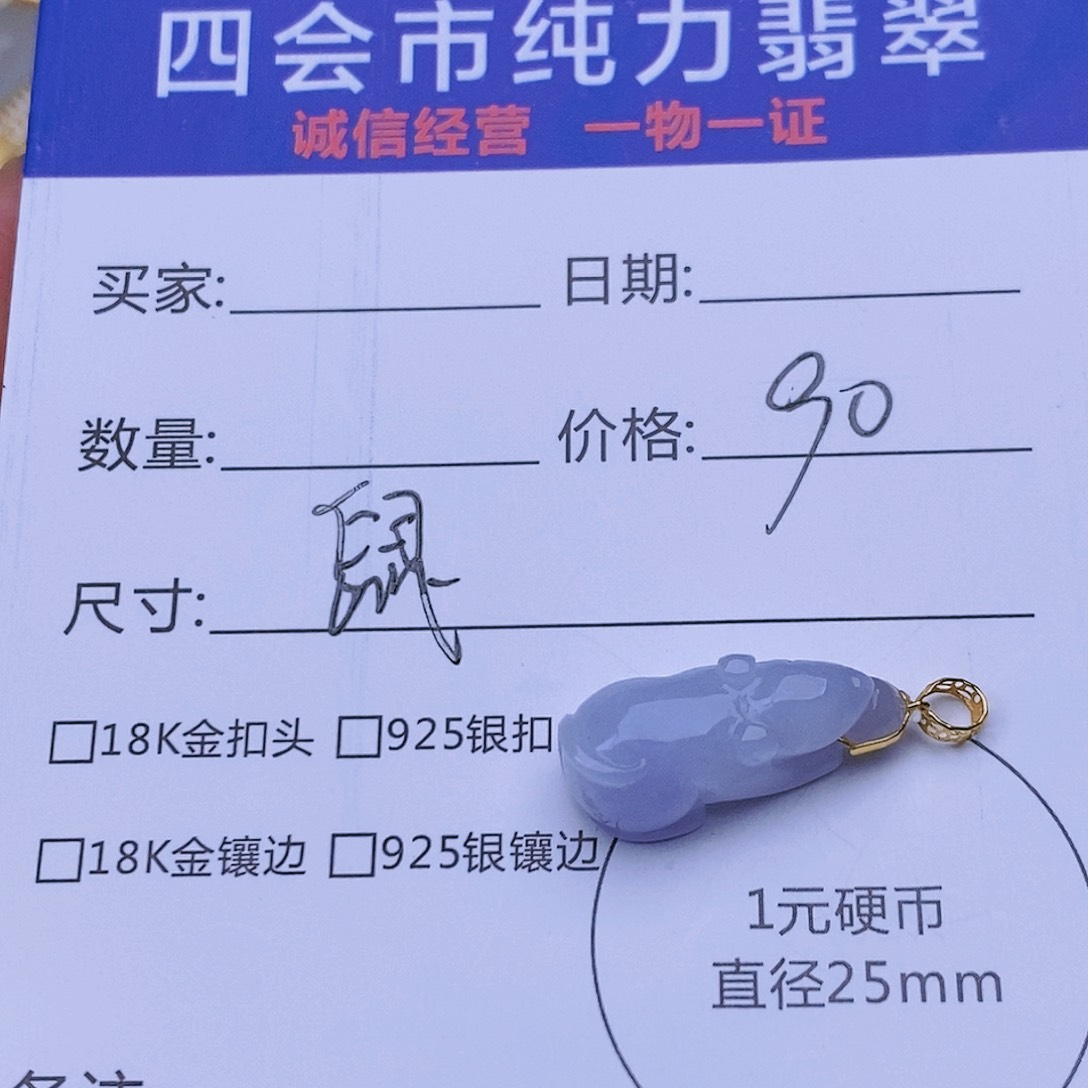 四会市纯力翡翠
诚信经营 一物一证
买家: 日期:
数量: 价格: 90
尺寸: 鼠
□18K金扣头 □925银扣
□18K金镶边 □925银镶边
1元硬币
直径25mm
备注